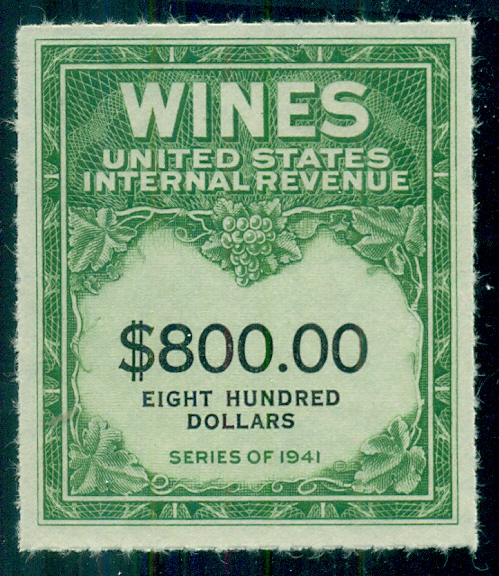 WINES
UNITED STATES
INTERNAL REVENUE
$800.00
EIGHT HUNDRED
DOLLARS
SERIES OF 1941